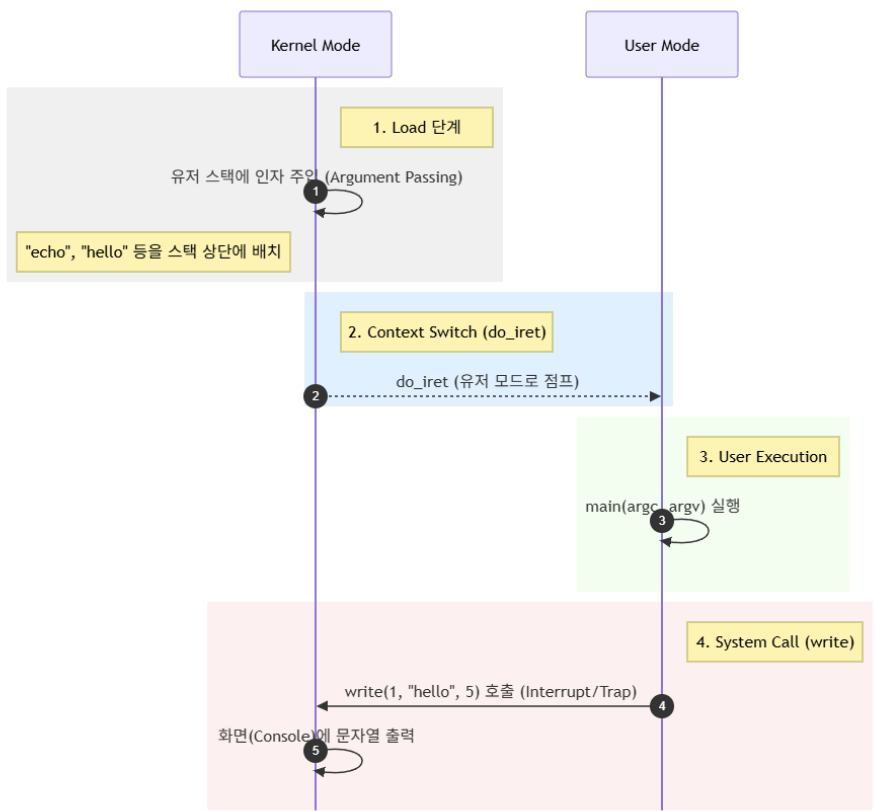 Kernel Mode
User Mode
1. Load 단계
유저 스택에 인자 주입 (Argument Passing)
1
"echo", "hello" 등을 스택 상단에 배치
2. Context Switch (do_iret)
do_iret (유저 모드로 점프)
2
3. User Execution
main(argc, argv) 실행
3
4. System Call (write)
write(1, "hello", 5) 호출 (Interrupt/Trap)
4
화면(Console)에 문자열 출력
5